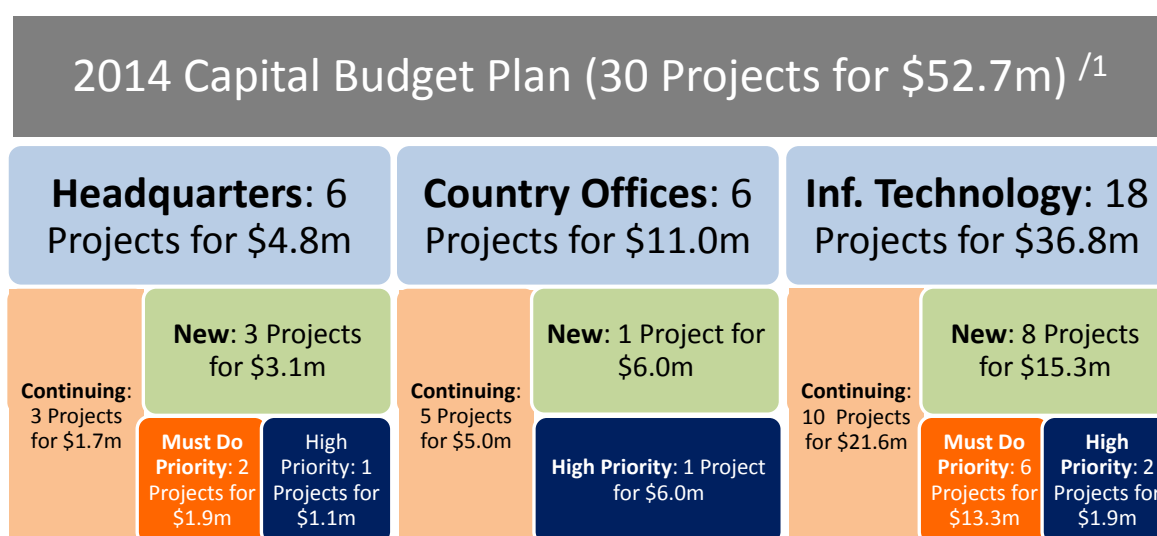 2014 Capital Budget Plan (30 Projects for $52.7m) /1
Headquarters: 6
Projects for $4.8m
Country Offices: 6
Projects for $11.0m
Inf. Technology: 18
Projects for $36.8m
Continuing:
3 Projects
for $1.7m
New: 3 Projects
for $3.1m
Must Do
Priority: 2
Projects for
$1.9m
High
Priority: 1
Projects for
$1.1m
Continuing:
5 Projects
for $5.0m
New: 1 Project for
$6.0m
High Priority: 1 Project
for $6.0m
Continuing:
10 Projects
for $21.6m
New: 8 Projects
for $15.3m
Must Do
Priority: 6
Projects for
$13.3m
High
Priority: 2
Projects for
$1.9m